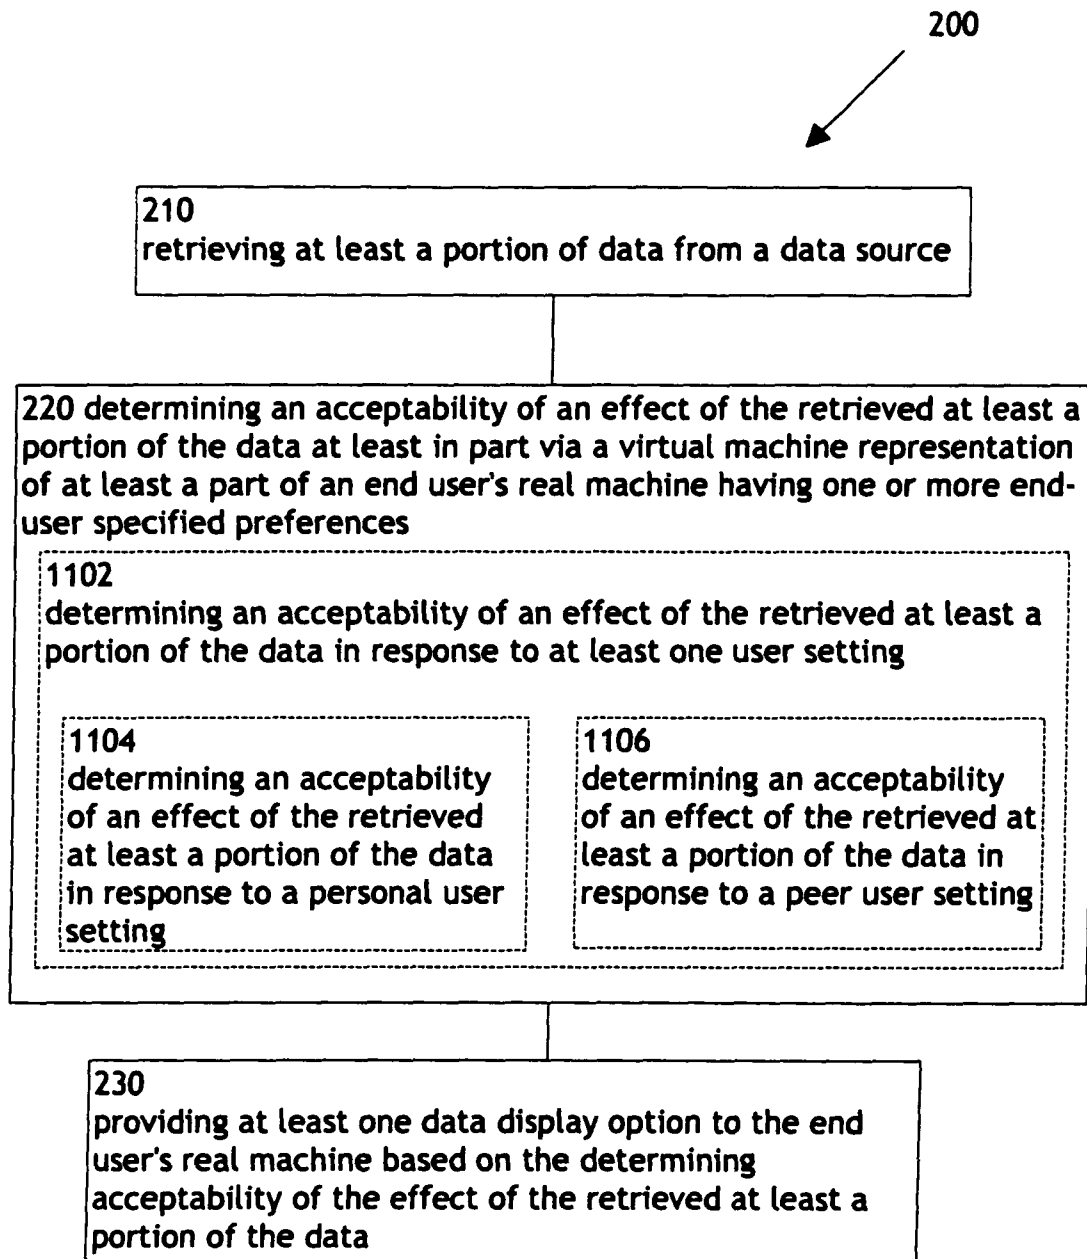 200
210
retrieving at least a portion of data from a data source
220 determining an acceptability of an effect of the retrieved at least a
portion of the data at least in part via a virtual machine representation
of at least a part of an end user's real machine having one or more end-
user specified preferences
1102
determining an acceptability of an effect of the retrieved at least a
portion of the data in response to at least one user setting
1104
determining an acceptability
of an effect of the retrieved
at least a portion of the data
in response to a personal user
setting
1106
determining an acceptability
of an effect of the retrieved at
least a portion of the data in
response to a peer user setting
230
providing at least one data display option to the end
user's real machine based on the determining
acceptability of the effect of the retrieved at least a
portion of the data